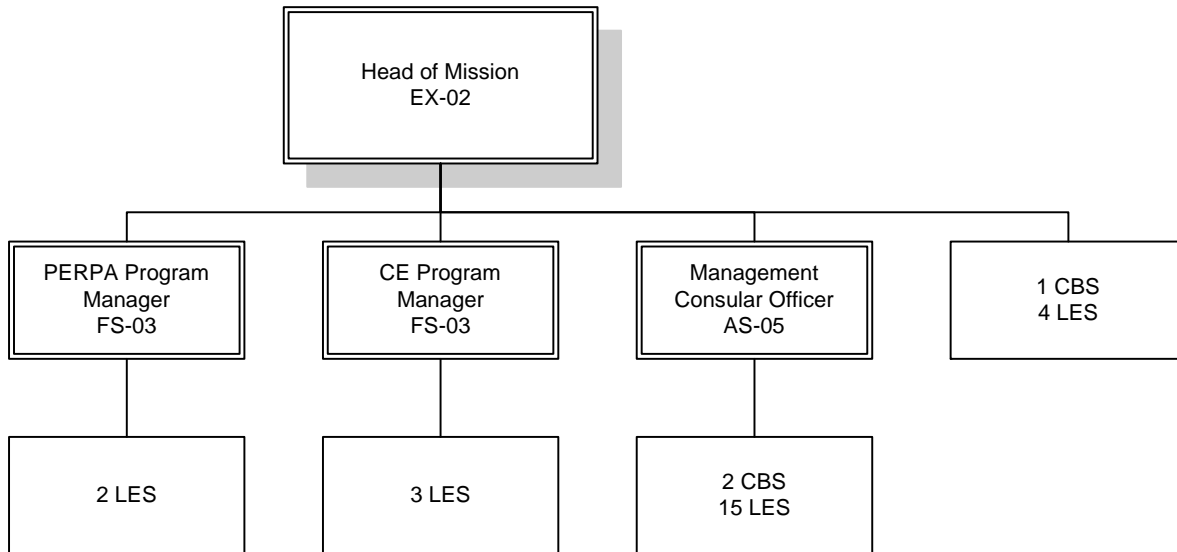 Head of Mission
EX-02
PERPA Program
Manager
FS-03
CE Program
Manager
FS-03
Management
Consular Officer
AS-05
1 CBS
4 LES
2 LES
3 LES
2 CBS
15 LES